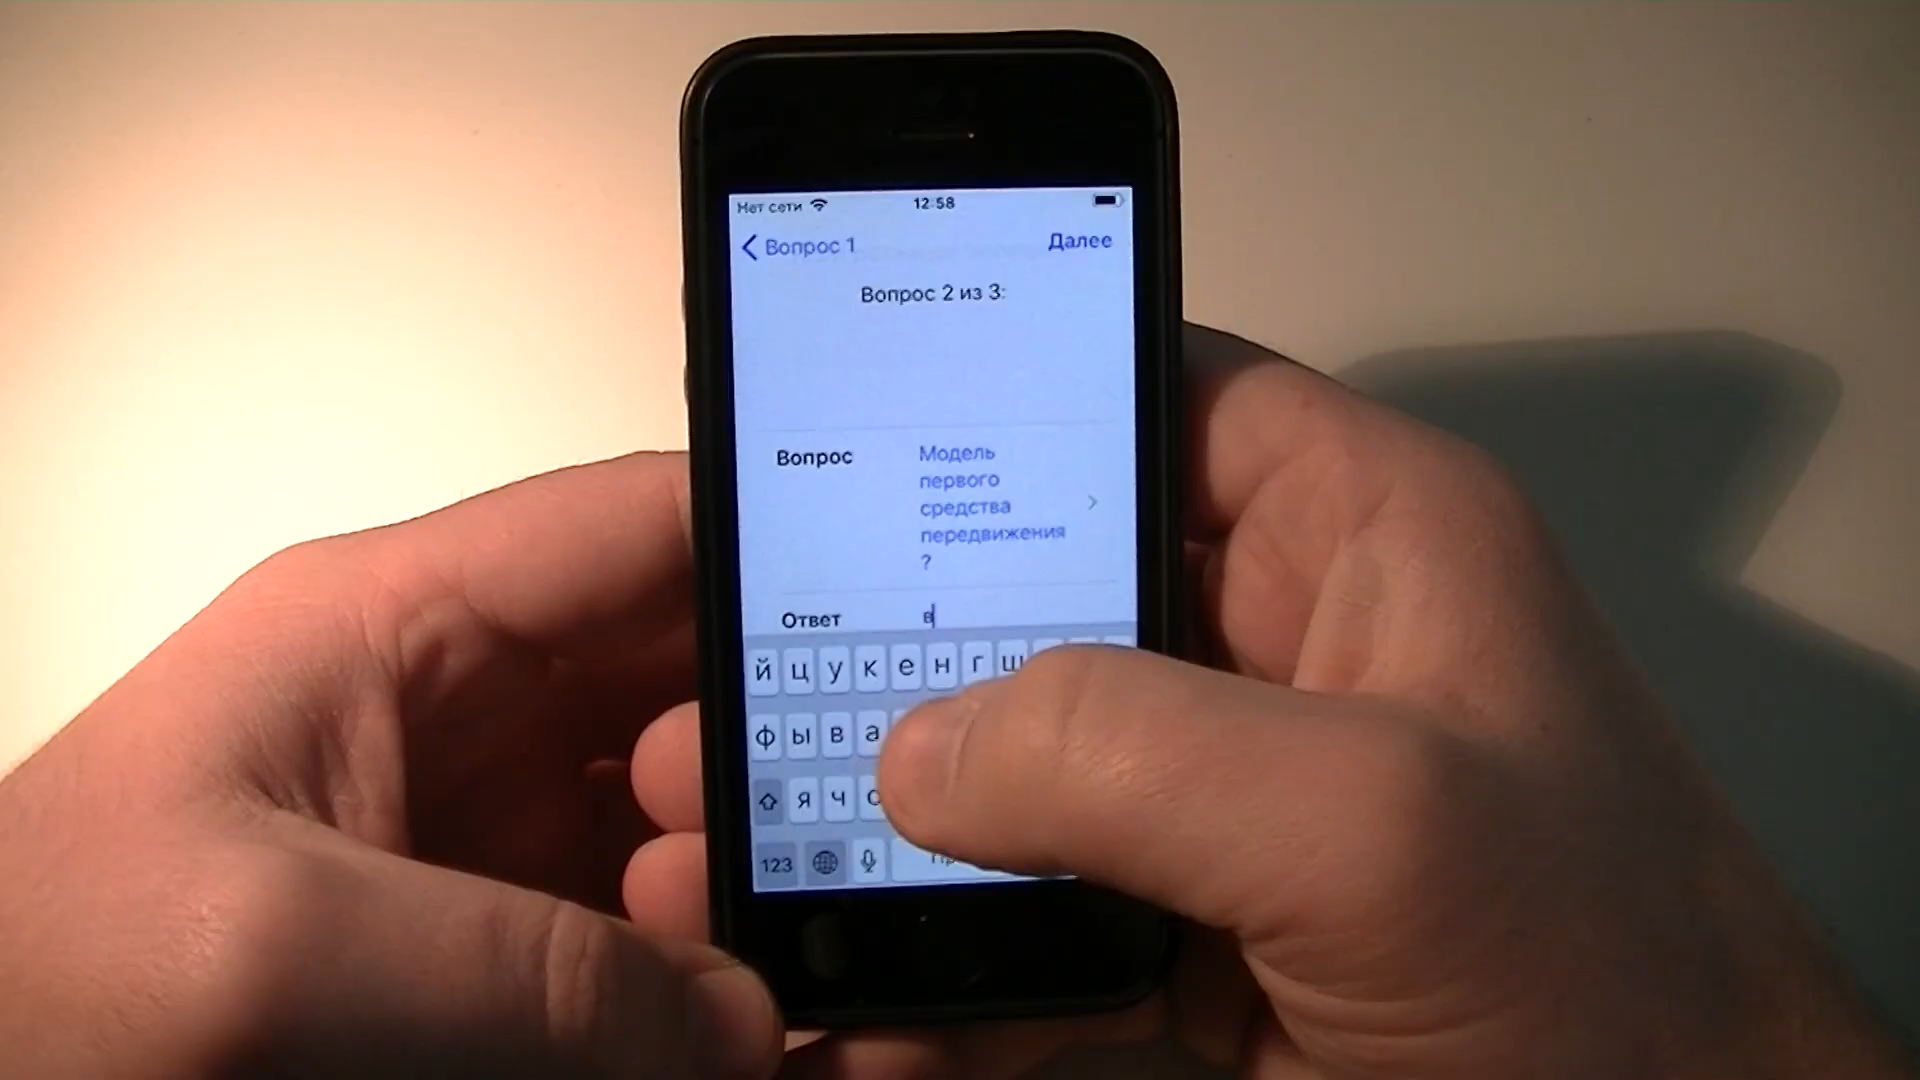 Нет сети 12:58
Вопрос 1 Далее
Вопрос 2 из 3:
Вопрос
Модель
первого
средства
передвижения
?
Ответ в
й ц у к е н г ш
ф ы в а
я ч с
123